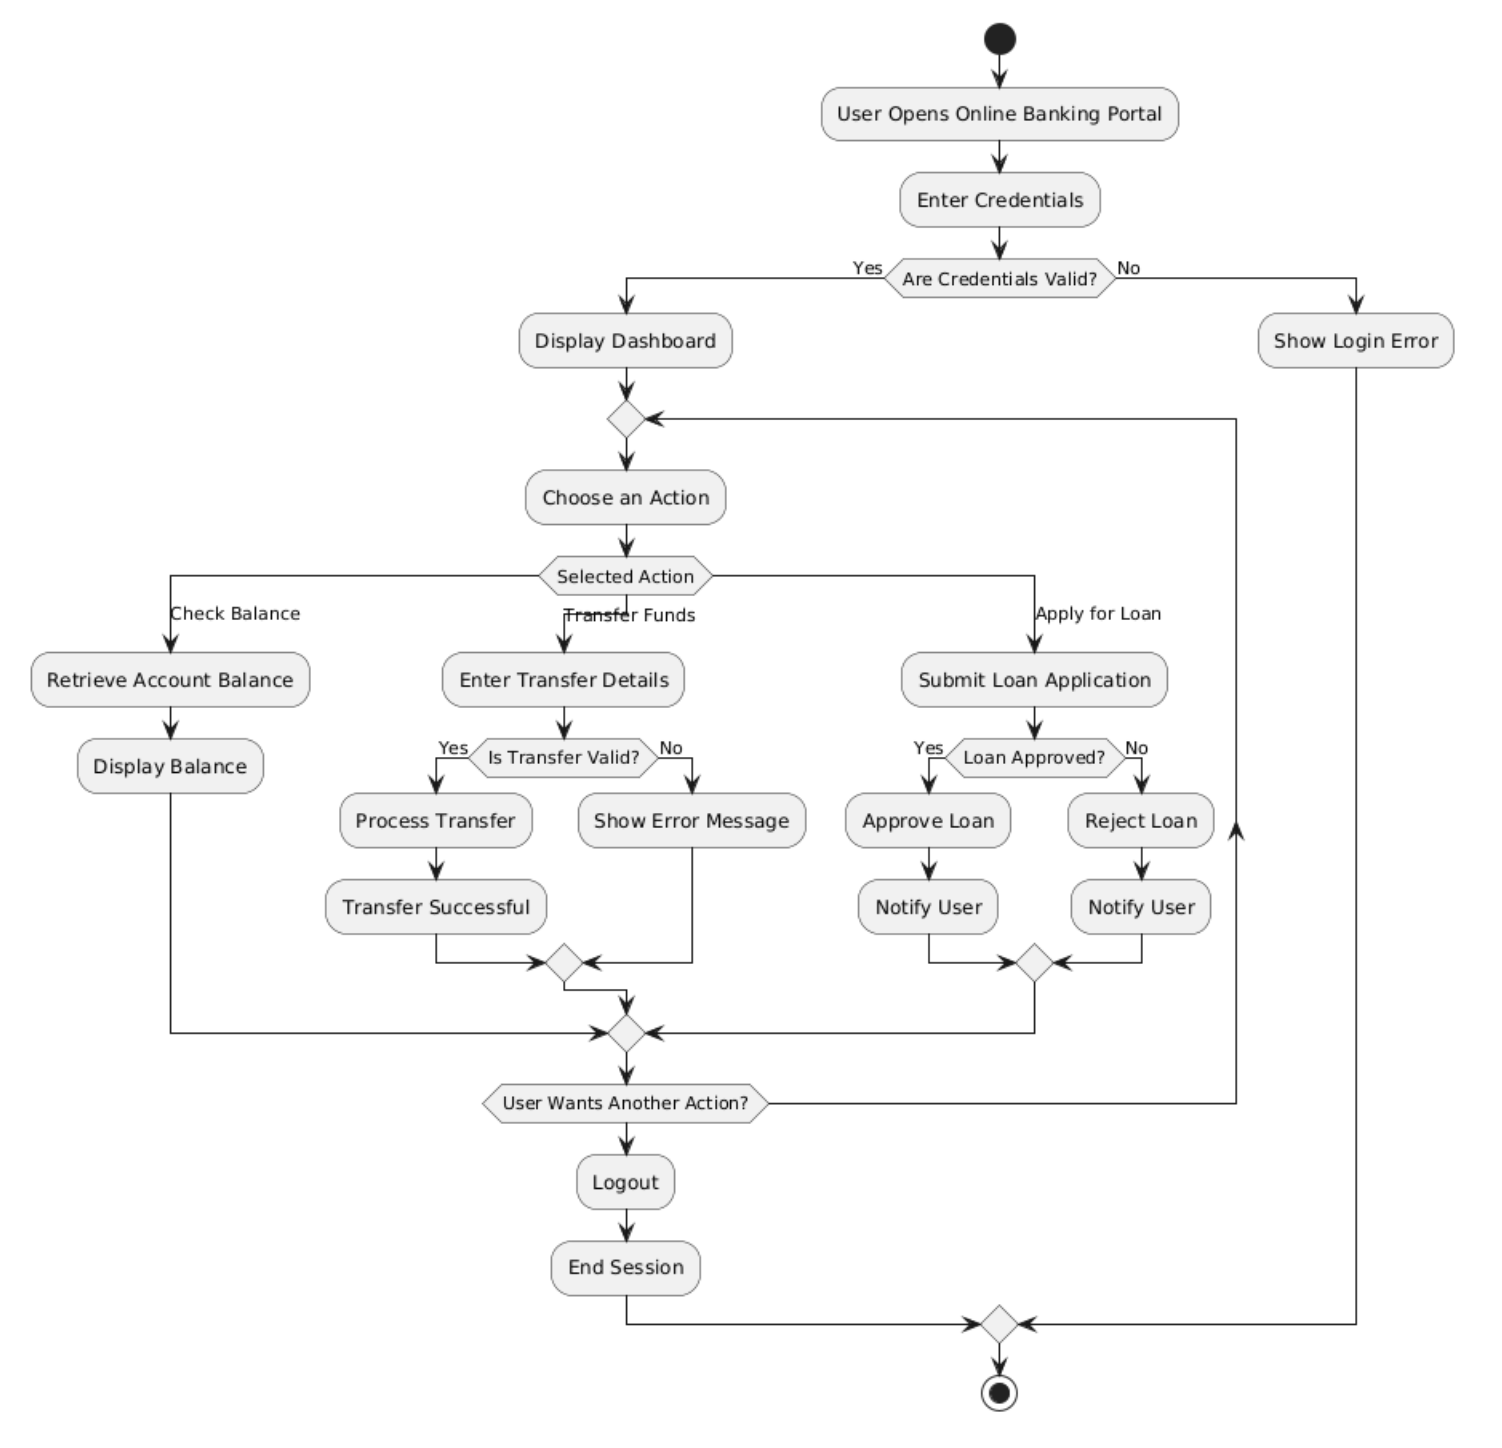 User Opens Online Banking Portal
Enter Credentials
Yes
Are Credentials Valid?
No
Display Dashboard
Show Login Error
Choose an Action
Selected Action
Check Balance
Transfer Funds
Apply for Loan
Retrieve Account Balance
Enter Transfer Details
Submit Loan Application
Display Balance
Yes
Is Transfer Valid?
No
Yes
Loan Approved?
No
Process Transfer
Show Error Message
Approve Loan
Reject Loan
Transfer Successful
Notify User
Notify User
User Wants Another Action?
Logout
End Session